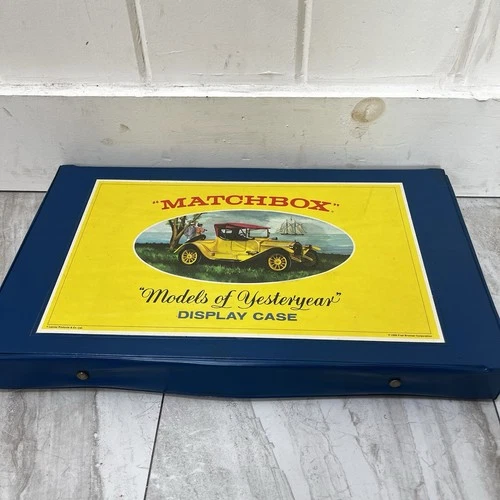 "MATCHBOX"
"Models of Yesteryear"
DISPLAY CASE